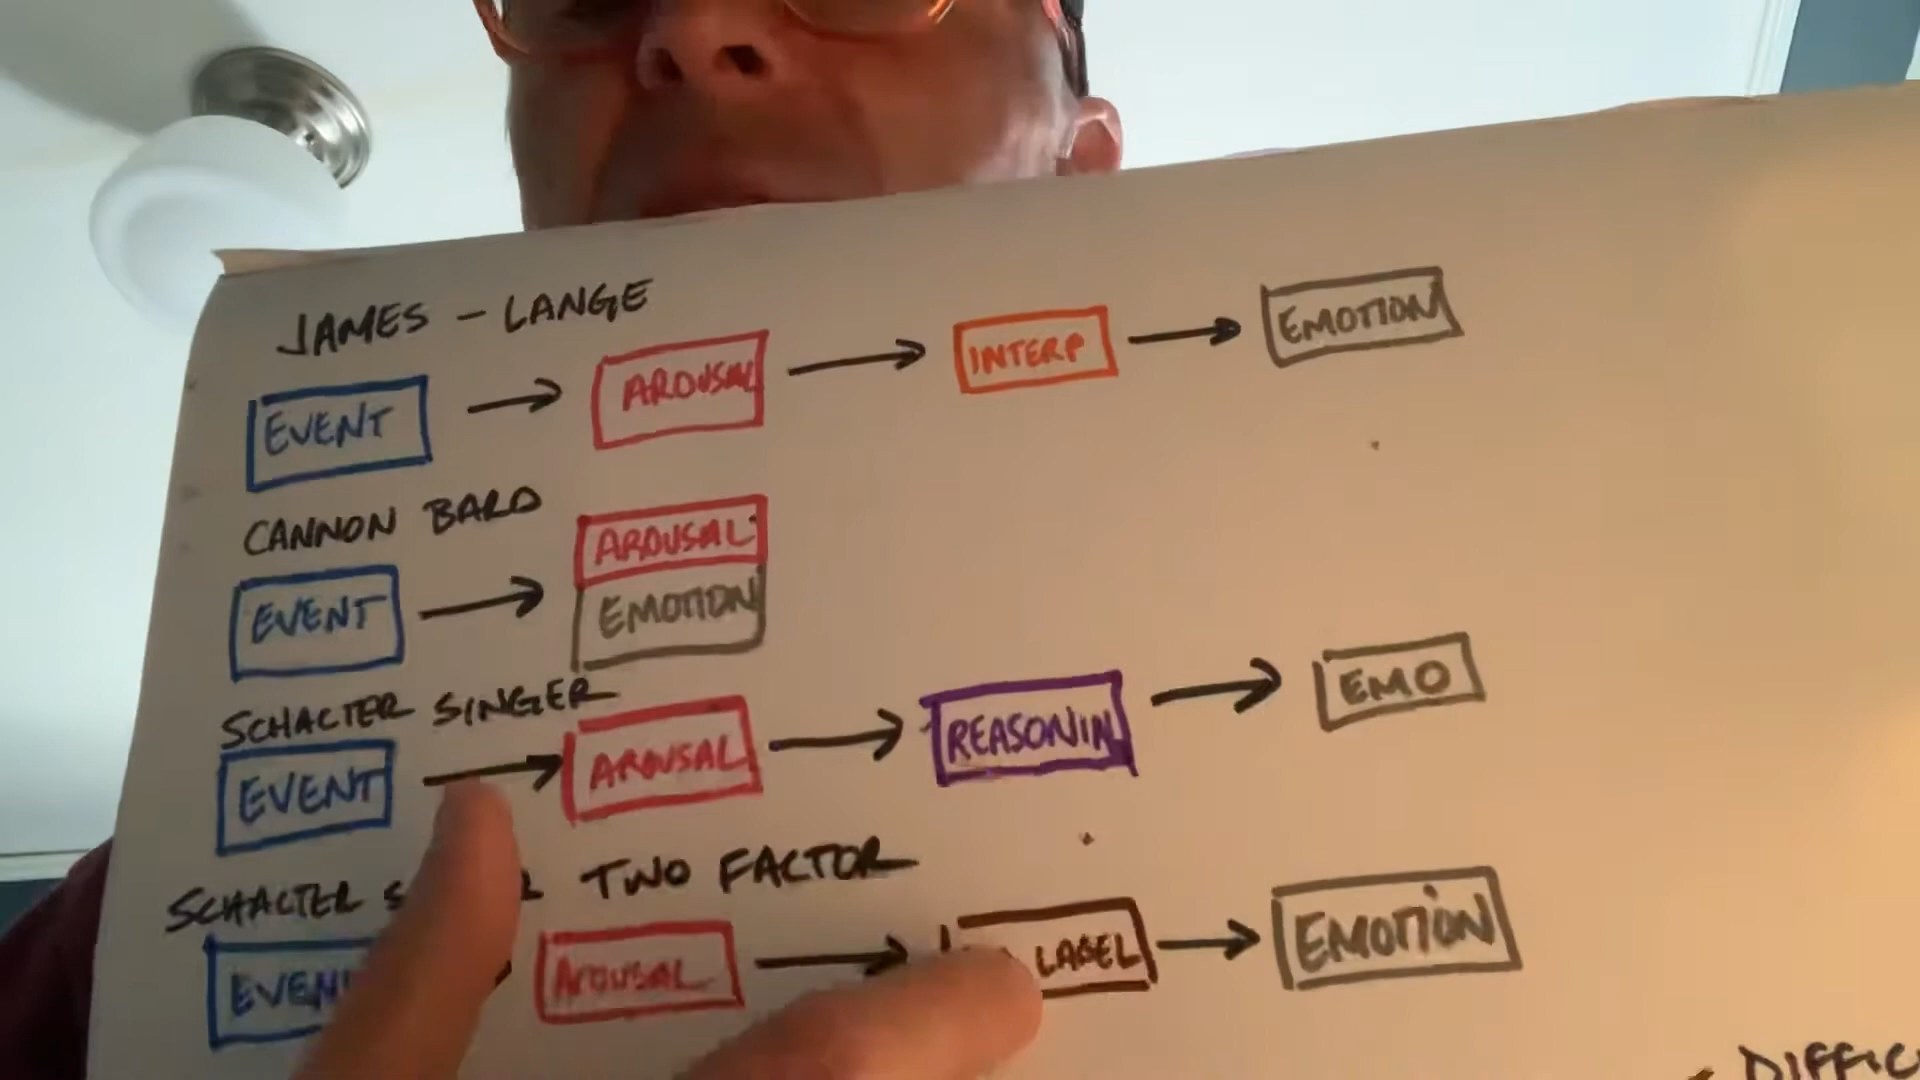 JAMES - LANGE
EVENT → AROUSAL → INTERP → EMOTION
CANNON BARD
EVENT → AROUSAL
EMOTION
SCHACTER SINGER
EVENT → AROUSAL → REASONIN → EMO
SCHACTER TWO FACTOR
EVENT AROUSAL → LABEL → EMOTION